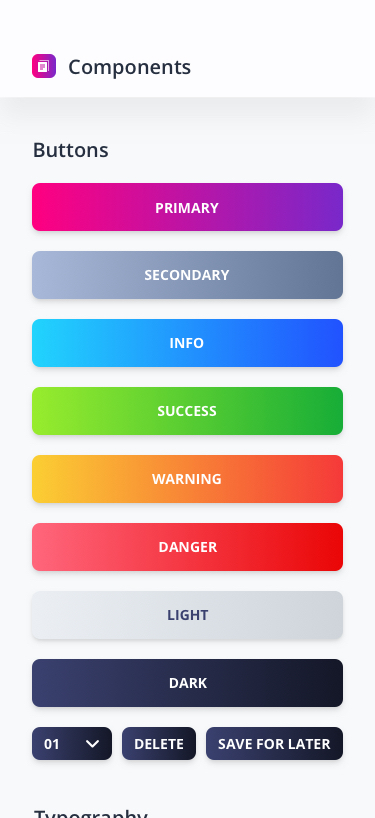 Components
Buttons
PRIMARY
SECONDARY
INFO
SUCCESS
WARNING
DANGER
LIGHT
DARK
01 DELETE SAVE FOR LATER
Typography